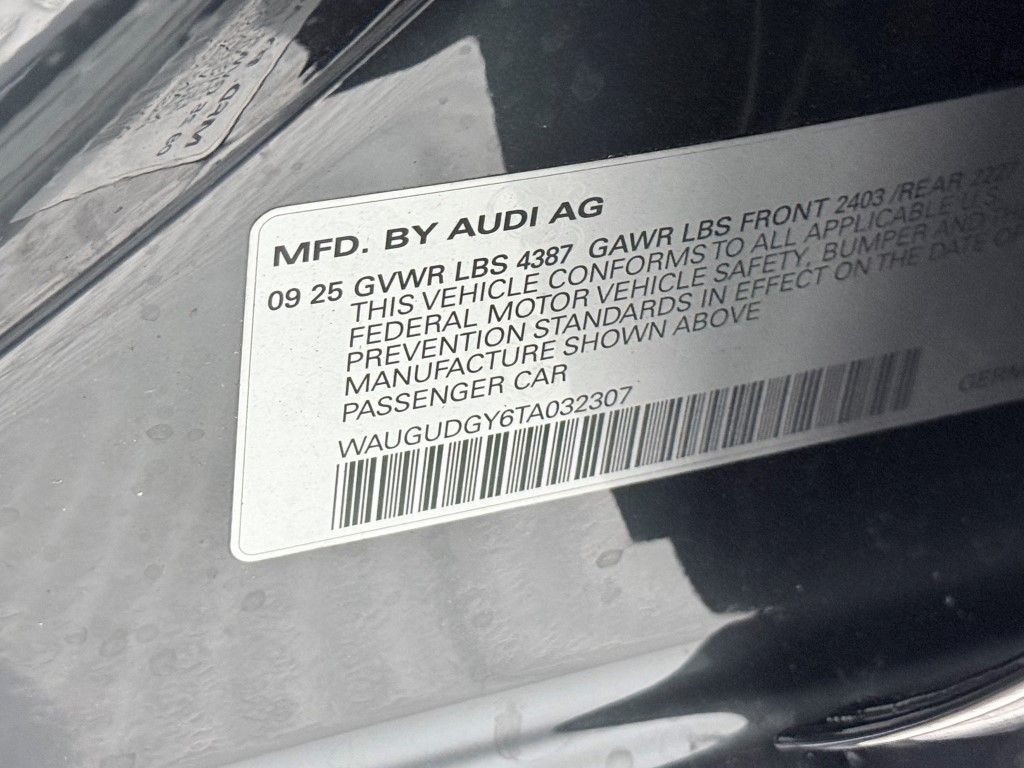 MFD. BY AUDI AG
09 25 GVWR LBS 4387 GAWR LBS FRONT 2403 /REAR 2227
THIS VEHICLE CONFORMS TO ALL APPLICABLE U.S.
FEDERAL MOTOR VEHICLE SAFETY, BUMPER AND
PREVENTION STANDARDS IN EFFECT ON THE DATE OF
MANUFACTURE SHOWN ABOVE
PASSENGER CAR
WAUGUDGY6TA032307